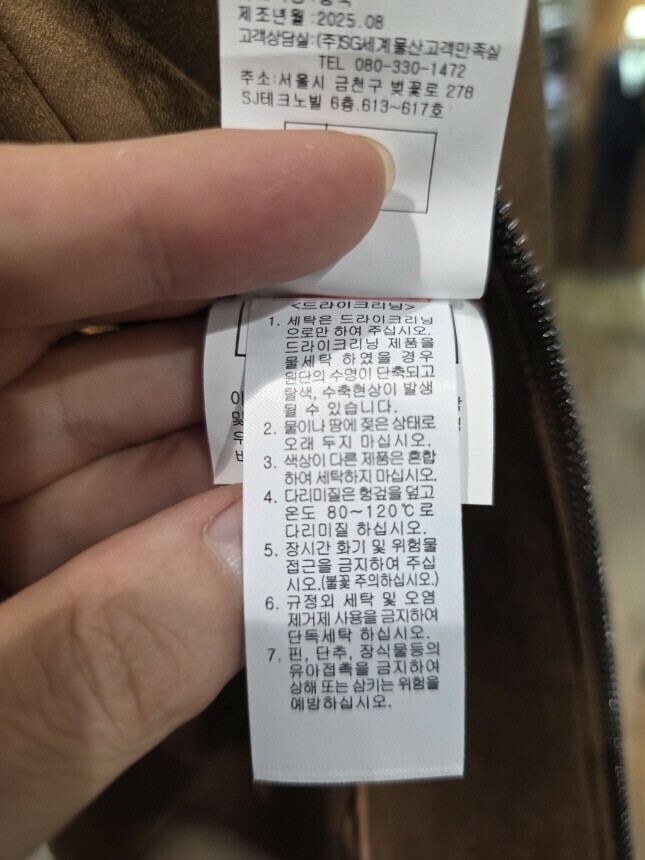 제조년월:2025.08
고객상담실:(주)SG세계물산고객만족실
TEL 080-330-1472
주소:서울시 금천구 벚꽃로 278
SJ테크노빌 6층.613~617호
<드라이크리닝>
1. 세탁은 드라이크리닝
으로만 하여 주십시오.
드라이크리닝 제품을
물세탁 하였을 경우
원단의 수명이 단축되고
탈색, 수축현상이 발생
될 수 있습니다.
2. 물이나 땀에 젖은 상태로
오래 두지 마십시오.
3. 색상이 다른 제품은 혼합
하여 세탁하지 마십시오.
4. 다리미질은 헝겊을 덮고
온도 80~120℃로
다리미질 하십시오.
5. 장시간 화기 및 위험물
접근을 금지하여 주십
시오.(불꽃 주의하십시오.)
6. 규정외 세탁 및 오염
제거제 사용을 금지하여
단독세탁 하십시오.
7. 핀, 단추, 장식물등의
유아접촉을 금지하여
상해 또는 삼키는 위험을
예방하십시오.